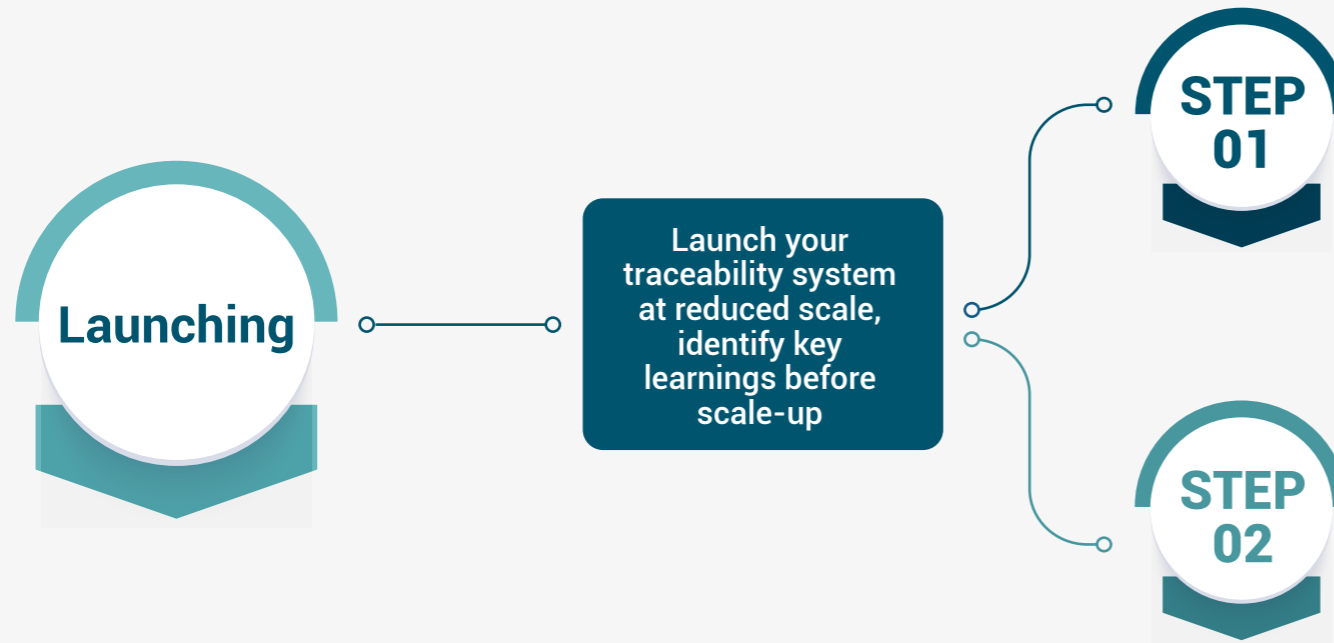 Launching
Launch your
traceability system
at reduced scale,
identify key
learnings before
scale-up
STEP
01
STEP
02